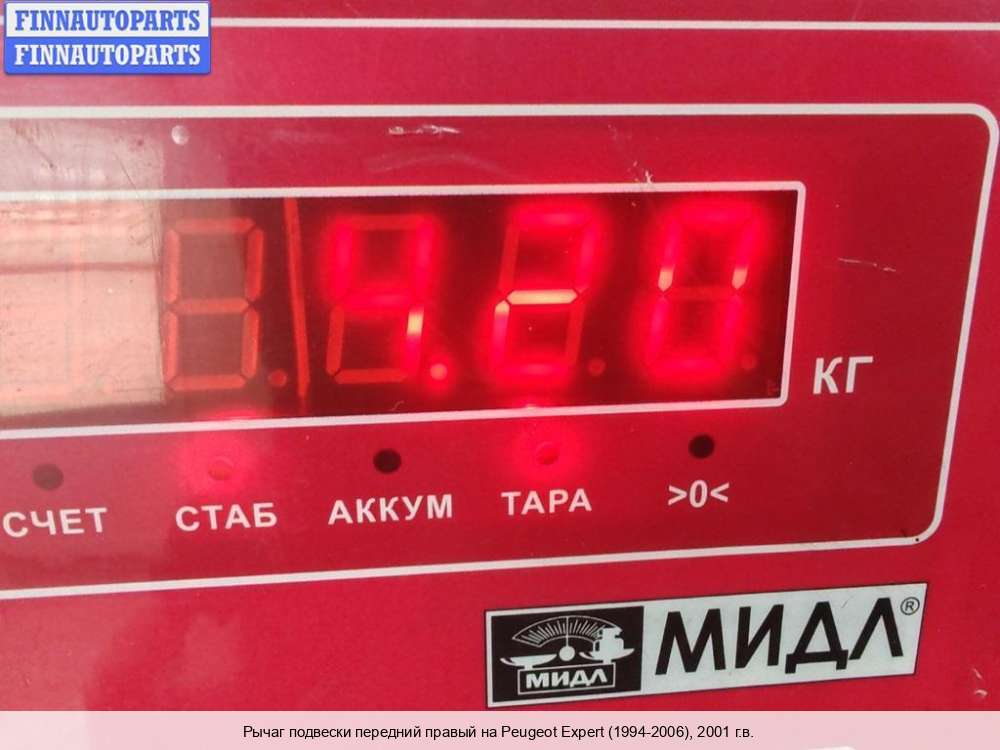 FINNAUTOPARTS
FINNAUTOPARTS
4.20
КГ
СЧЕТ СТАБ АККУМ ТАРА >0<
МИДЛ МИДЛ®
Рычаг подвески передний правый на Peugeot Expert (1994-2006), 2001 г.в.